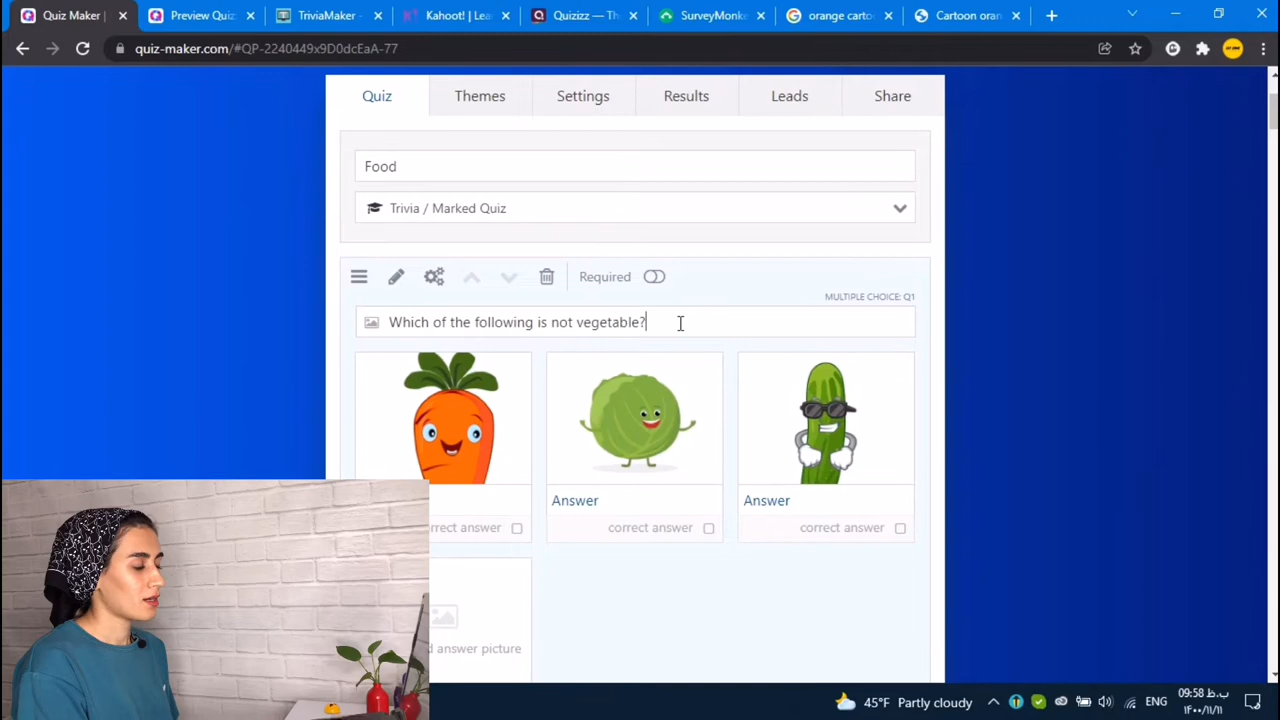 Quiz Maker |
Preview Quiz:
TriviaMaker -
Kahoot! | Lea
Quizizz — The
SurveyMonke
orange cartoo
Cartoon oran
quiz-maker.com/#QP-2240449x9D0dcEaA-77
Quiz
Themes
Settings
Results
Leads
Share
Food
Trivia / Marked Quiz
Required
MULTIPLE CHOICE: Q1
Which of the following is not vegetable?
Answer
Answer
rrect answer
correct answer
correct answer
d answer picture
45°F Partly cloudy
ENG
09:58 ب.ظ
۱۴۰۰/۱۱/۱۱